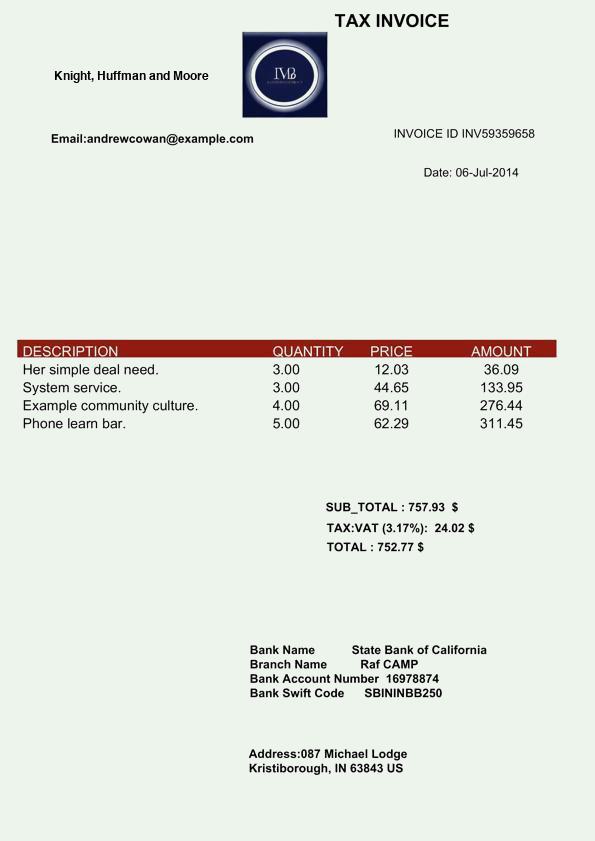 TAX INVOICE
Knight, Huffman and Moore
Email:andrewcowan@example.com
INVOICE ID INV59359658
Date: 06-Jul-2014
DESCRIPTION QUANTITY PRICE AMOUNT
Her simple deal need. 3.00 12.03 36.09
System service. 3.00 44.65 133.95
Example community culture. 4.00 69.11 276.44
Phone learn bar. 5.00 62.29 311.45
SUB_TOTAL : 757.93 $
TAX:VAT (3.17%): 24.02 $
TOTAL : 752.77 $
Bank Name State Bank of California
Branch Name Raf CAMP
Bank Account Number 16978874
Bank Swift Code SBININBB250
Address:087 Michael Lodge
Kristiborough, IN 63843 US